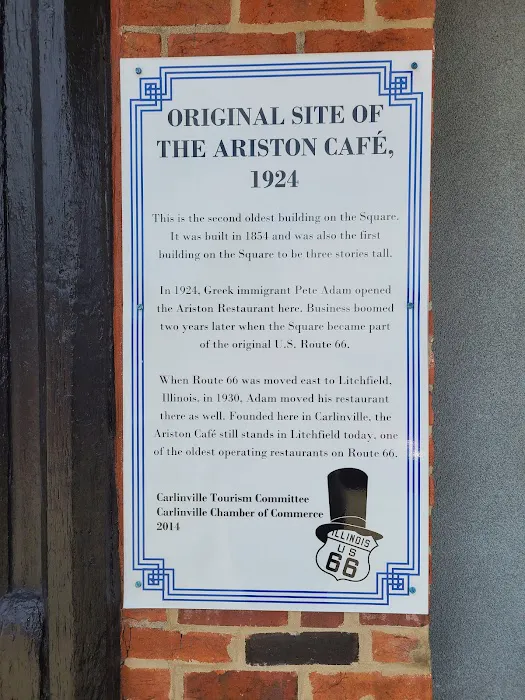 ORIGINAL SITE OF
THE ARISTON CAFÉ,
1924
This is the second oldest building on the Square.
It was built in 1854 and was also the first
building on the Square to be three stories tall.
In 1924, Greek immigrant Pete Adam opened
the Ariston Restaurant here. Business boomed
two years later when the Square became part
of the original U.S. Route 66.
When Route 66 was moved east to Litchfield,
Illinois, in 1930, Adam moved his restaurant
there as well. Founded here in Carlinville, the
Ariston Café still stands in Litchfield today, one
of the oldest operating restaurants on Route 66.
Carlinville Tourism Committee
Carlinville Chamber of Commerce
2014
ILLINOIS
U S
66